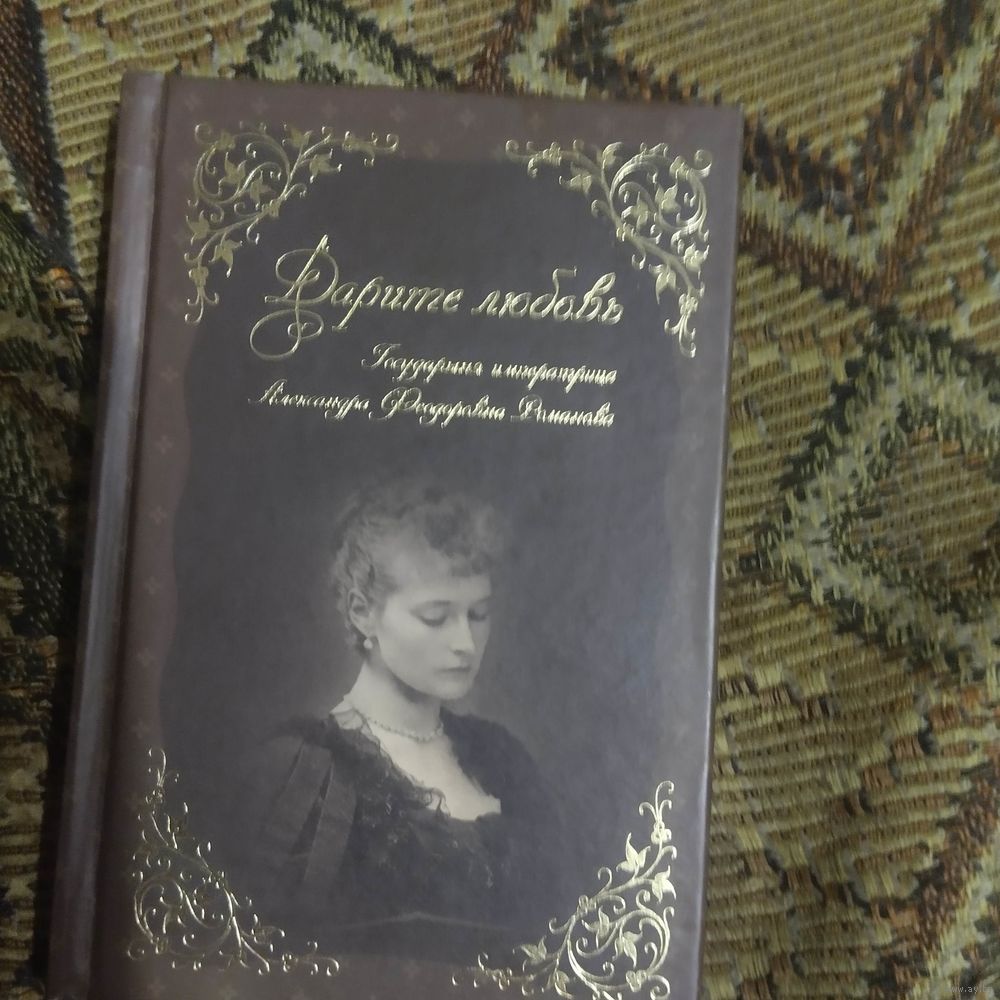 Дарите любовь
Государыня императрица
Александра Феодоровна Романова